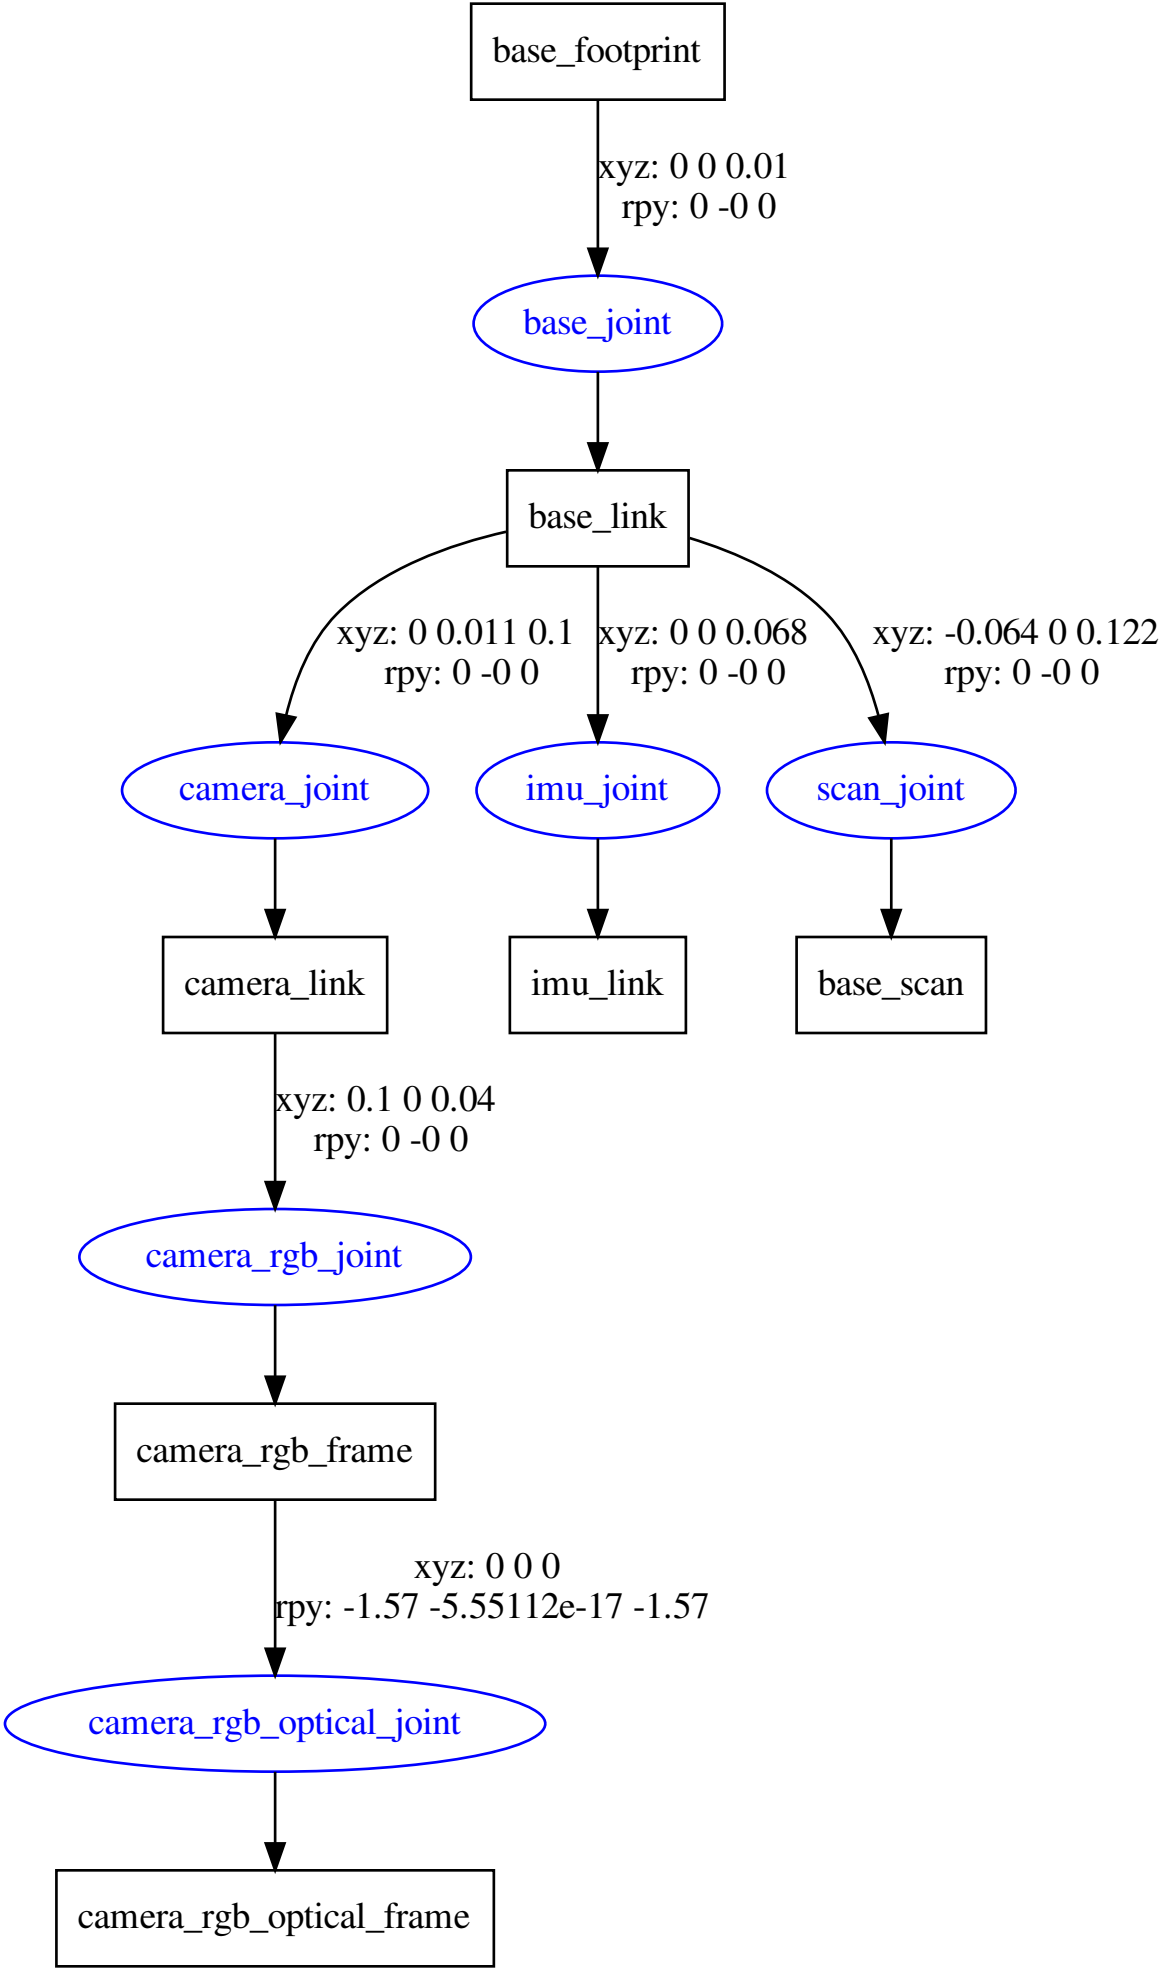 base_footprint
xyz: 0 0 0.01
rpy: 0 -0 0
base_joint
base_link
xyz: 0 0.011 0.1
rpy: 0 -0 0
xyz: 0 0 0.068
rpy: 0 -0 0
xyz: -0.064 0 0.122
rpy: 0 -0 0
camera_joint
imu_joint
scan_joint
camera_link
imu_link
base_scan
xyz: 0.1 0 0.04
rpy: 0 -0 0
camera_rgb_joint
camera_rgb_frame
xyz: 0 0 0
rpy: -1.57 -5.55112e-17 -1.57
camera_rgb_optical_joint
camera_rgb_optical_frame